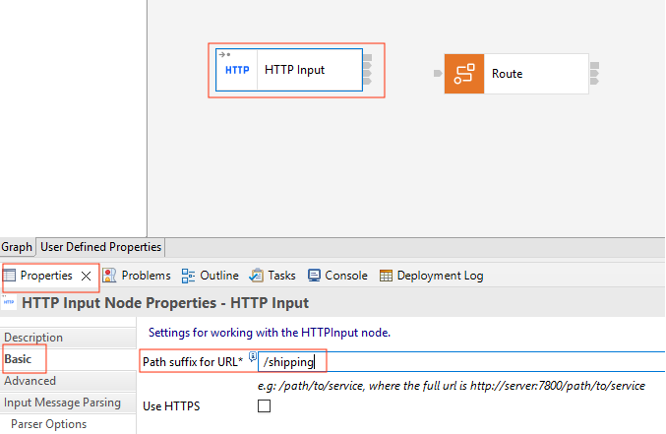 HTTP HTTP Input
Route
Graph User Defined Properties
Properties Problems Outline Tasks Console Deployment Log
HTTP Input Node Properties - HTTP Input
Description
Settings for working with the HTTPInput node.
Basic
Path suffix for URL* /shipping
Advanced
e.g: /path/to/service, where the full url is http://server:7800/path/to/service
Input Message Parsing
Use HTTPS
Parser Options